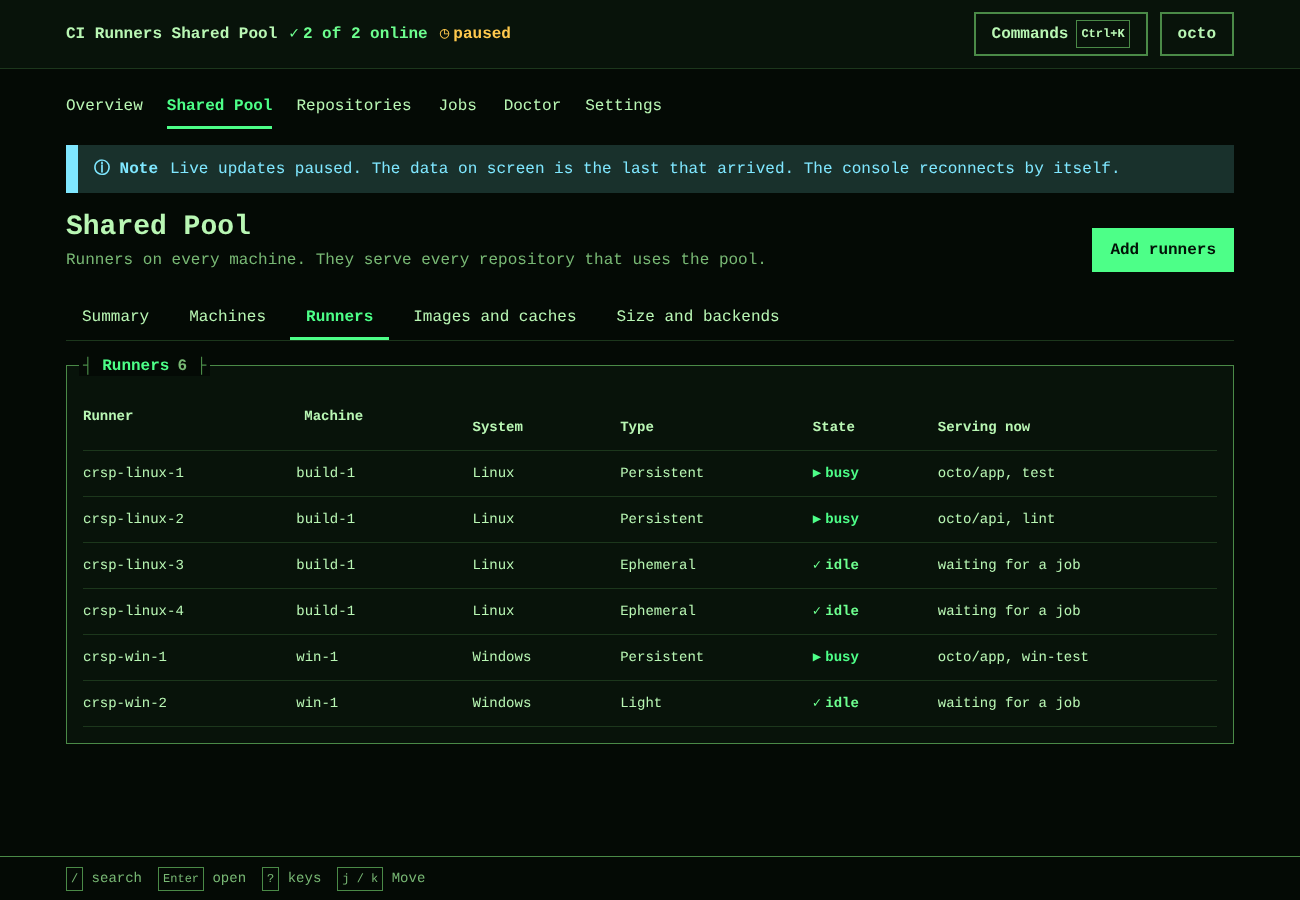 CI Runners Shared Pool ✓ 2 of 2 online ◷ paused
Commands Ctrl+K octo
Overview Shared Pool Repositories Jobs Doctor Settings
ⓘ Note Live updates paused. The data on screen is the last that arrived. The console reconnects by itself.
Shared Pool
Runners on every machine. They serve every repository that uses the pool.
Add runners
Summary Machines Runners Images and caches Size and backends
Runners 6
Runner Machine System Type State Serving now
crsp-linux-1 build-1 Linux Persistent ▶ busy octo/app, test
crsp-linux-2 build-1 Linux Persistent ▶ busy octo/api, lint
crsp-linux-3 build-1 Linux Ephemeral ✓ idle waiting for a job
crsp-linux-4 build-1 Linux Ephemeral ✓ idle waiting for a job
crsp-win-1 win-1 Windows Persistent ▶ busy octo/app, win-test
crsp-win-2 win-1 Windows Light ✓ idle waiting for a job
/ search Enter open ? keys j / k Move